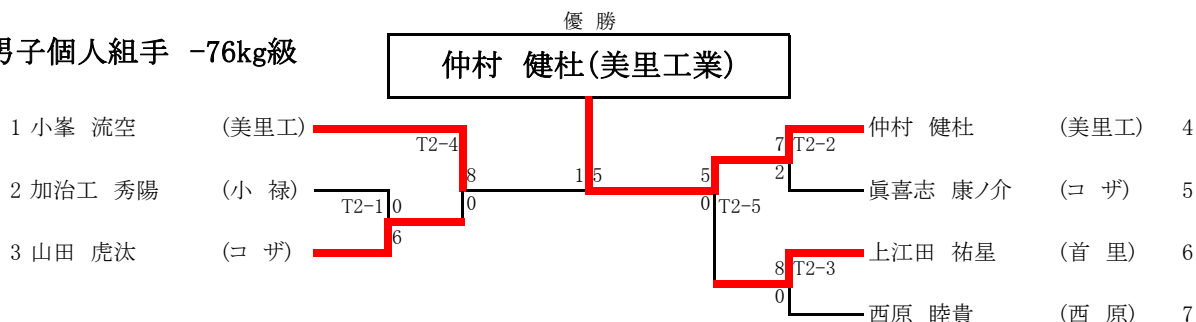 優 勝
男子個人組手 -76kg級
仲村 健杜(美里工業)
1 小峯 流空 (美里工)
仲村 健杜 (美里工) 4
T2-4
7 T2-2
2
8
0
1 5
5
0
T2-5
2 加治工 秀陽 (小 禄)
眞喜志 康ノ介 (コ ザ) 5
T2-1 0
6
3 山田 虎汰 (コ ザ)
上江田 祐星 (首 里) 6
8 T2-3
0
西原 睦貴 (西 原) 7